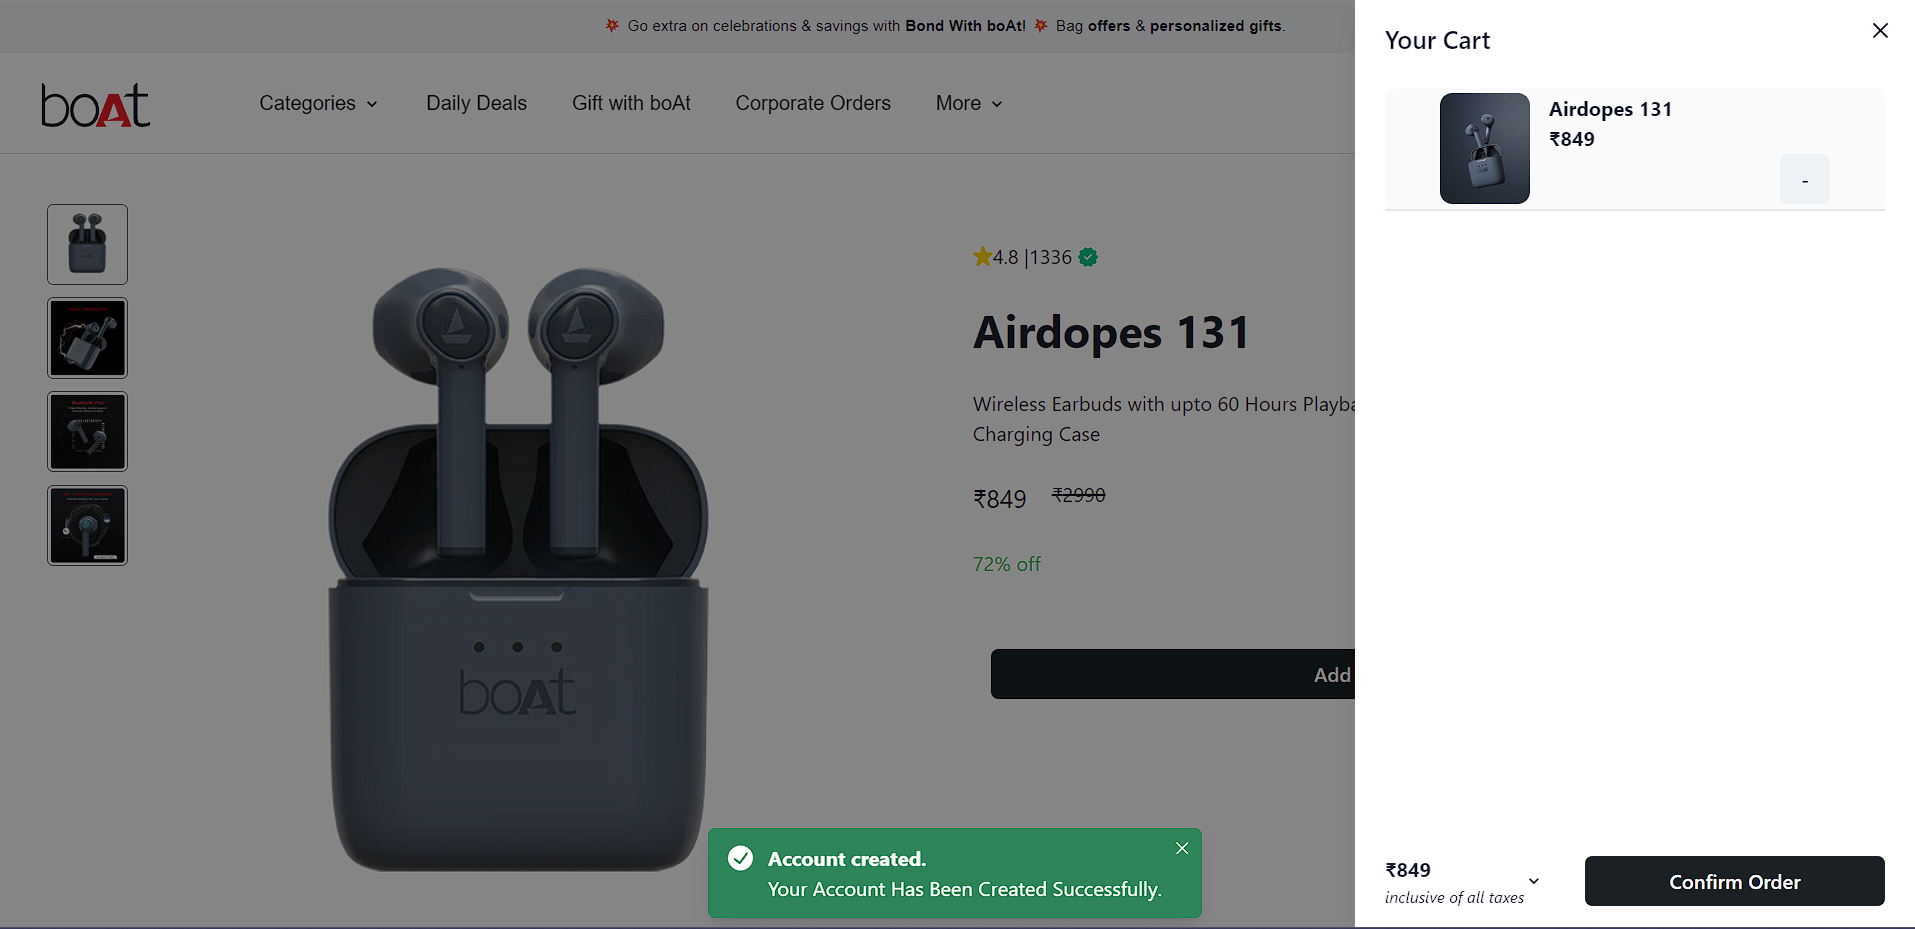 Go extra on celebrations & savings with Bond With boAt! Bag offers & personalized gifts.
boAt
Categories
Daily Deals
Gift with boAt
Corporate Orders
More
4.8 |1336
Airdopes 131
Wireless Earbuds with upto 60 Hours Playba
Charging Case
₹849 ₹2990
72% off
Add
boAt
Account created.
Your Account Has Been Created Successfully.
Your Cart
Airdopes 131
₹849
-
₹849
inclusive of all taxes
Confirm Order